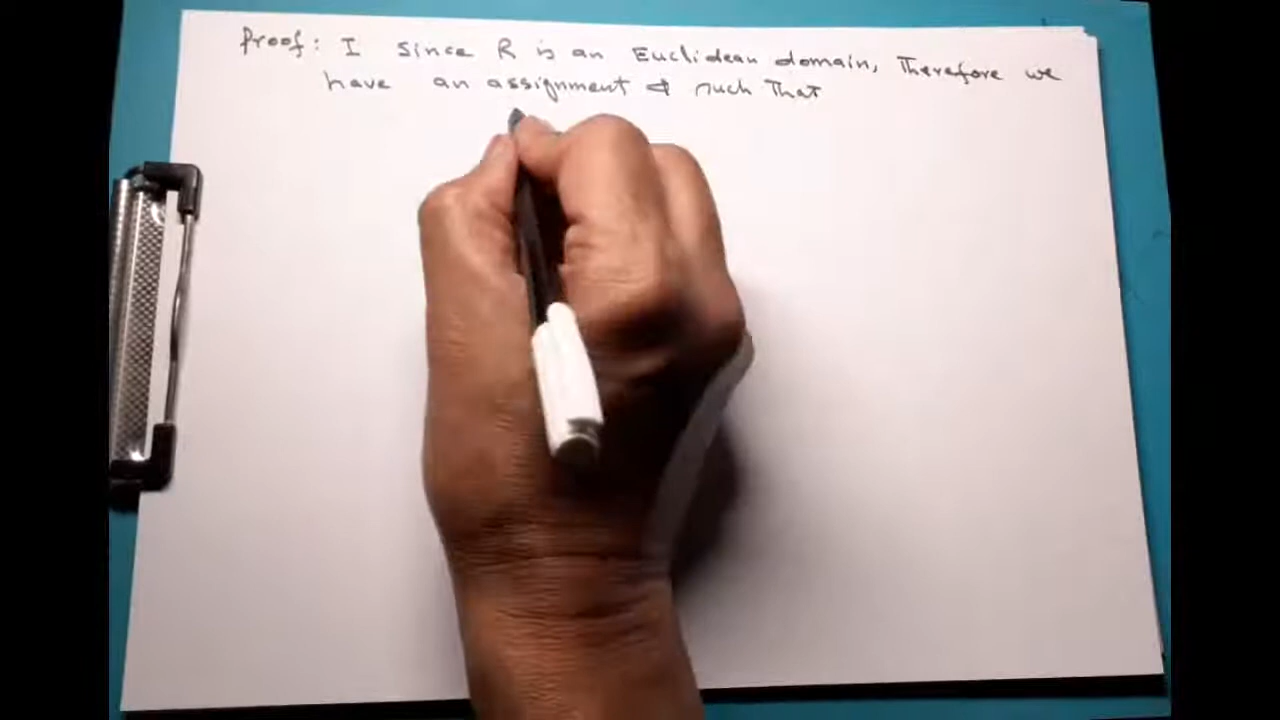 Proof: I since R is an Euclidean domain, Therefore we
have an assignment d such That